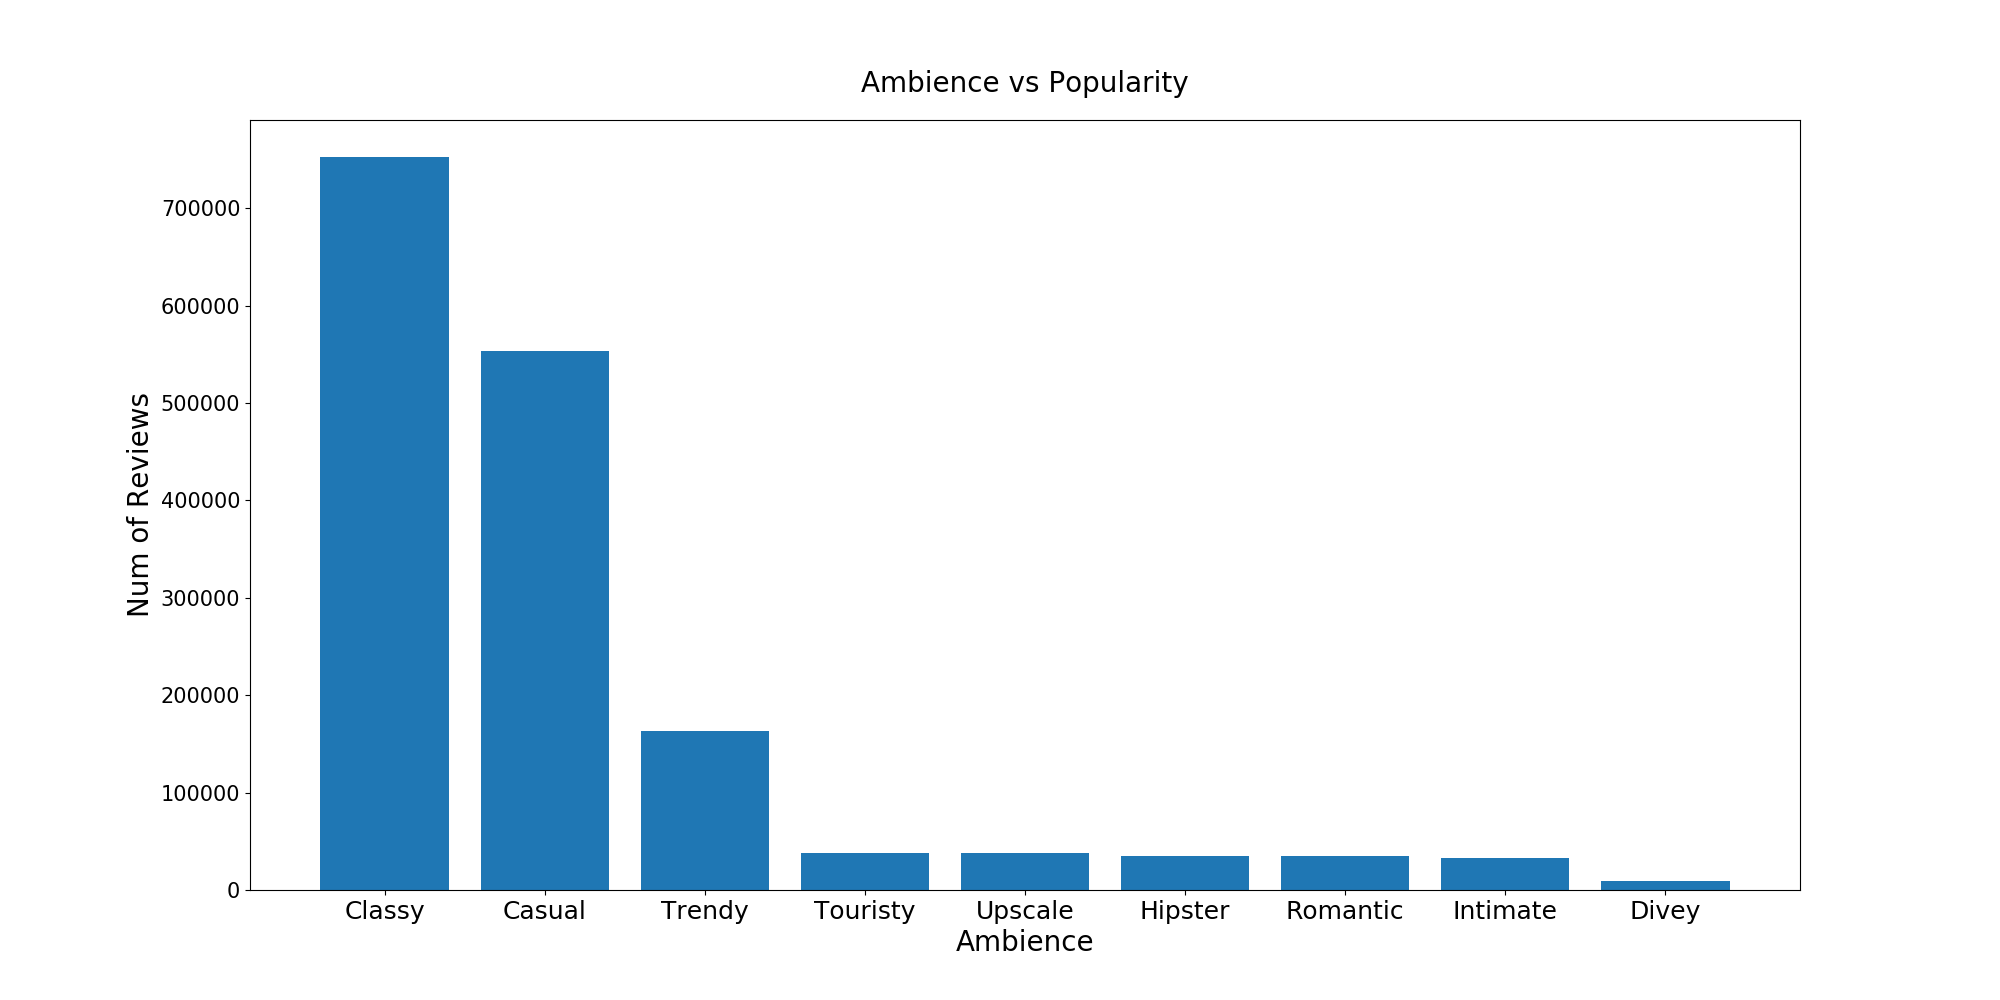 Ambience vs Popularity
Num of Reviews
700000
600000
500000
400000
300000
200000
100000
0
Classy Casual Trendy Touristy Upscale Hipster Romantic Intimate Divey
Ambience